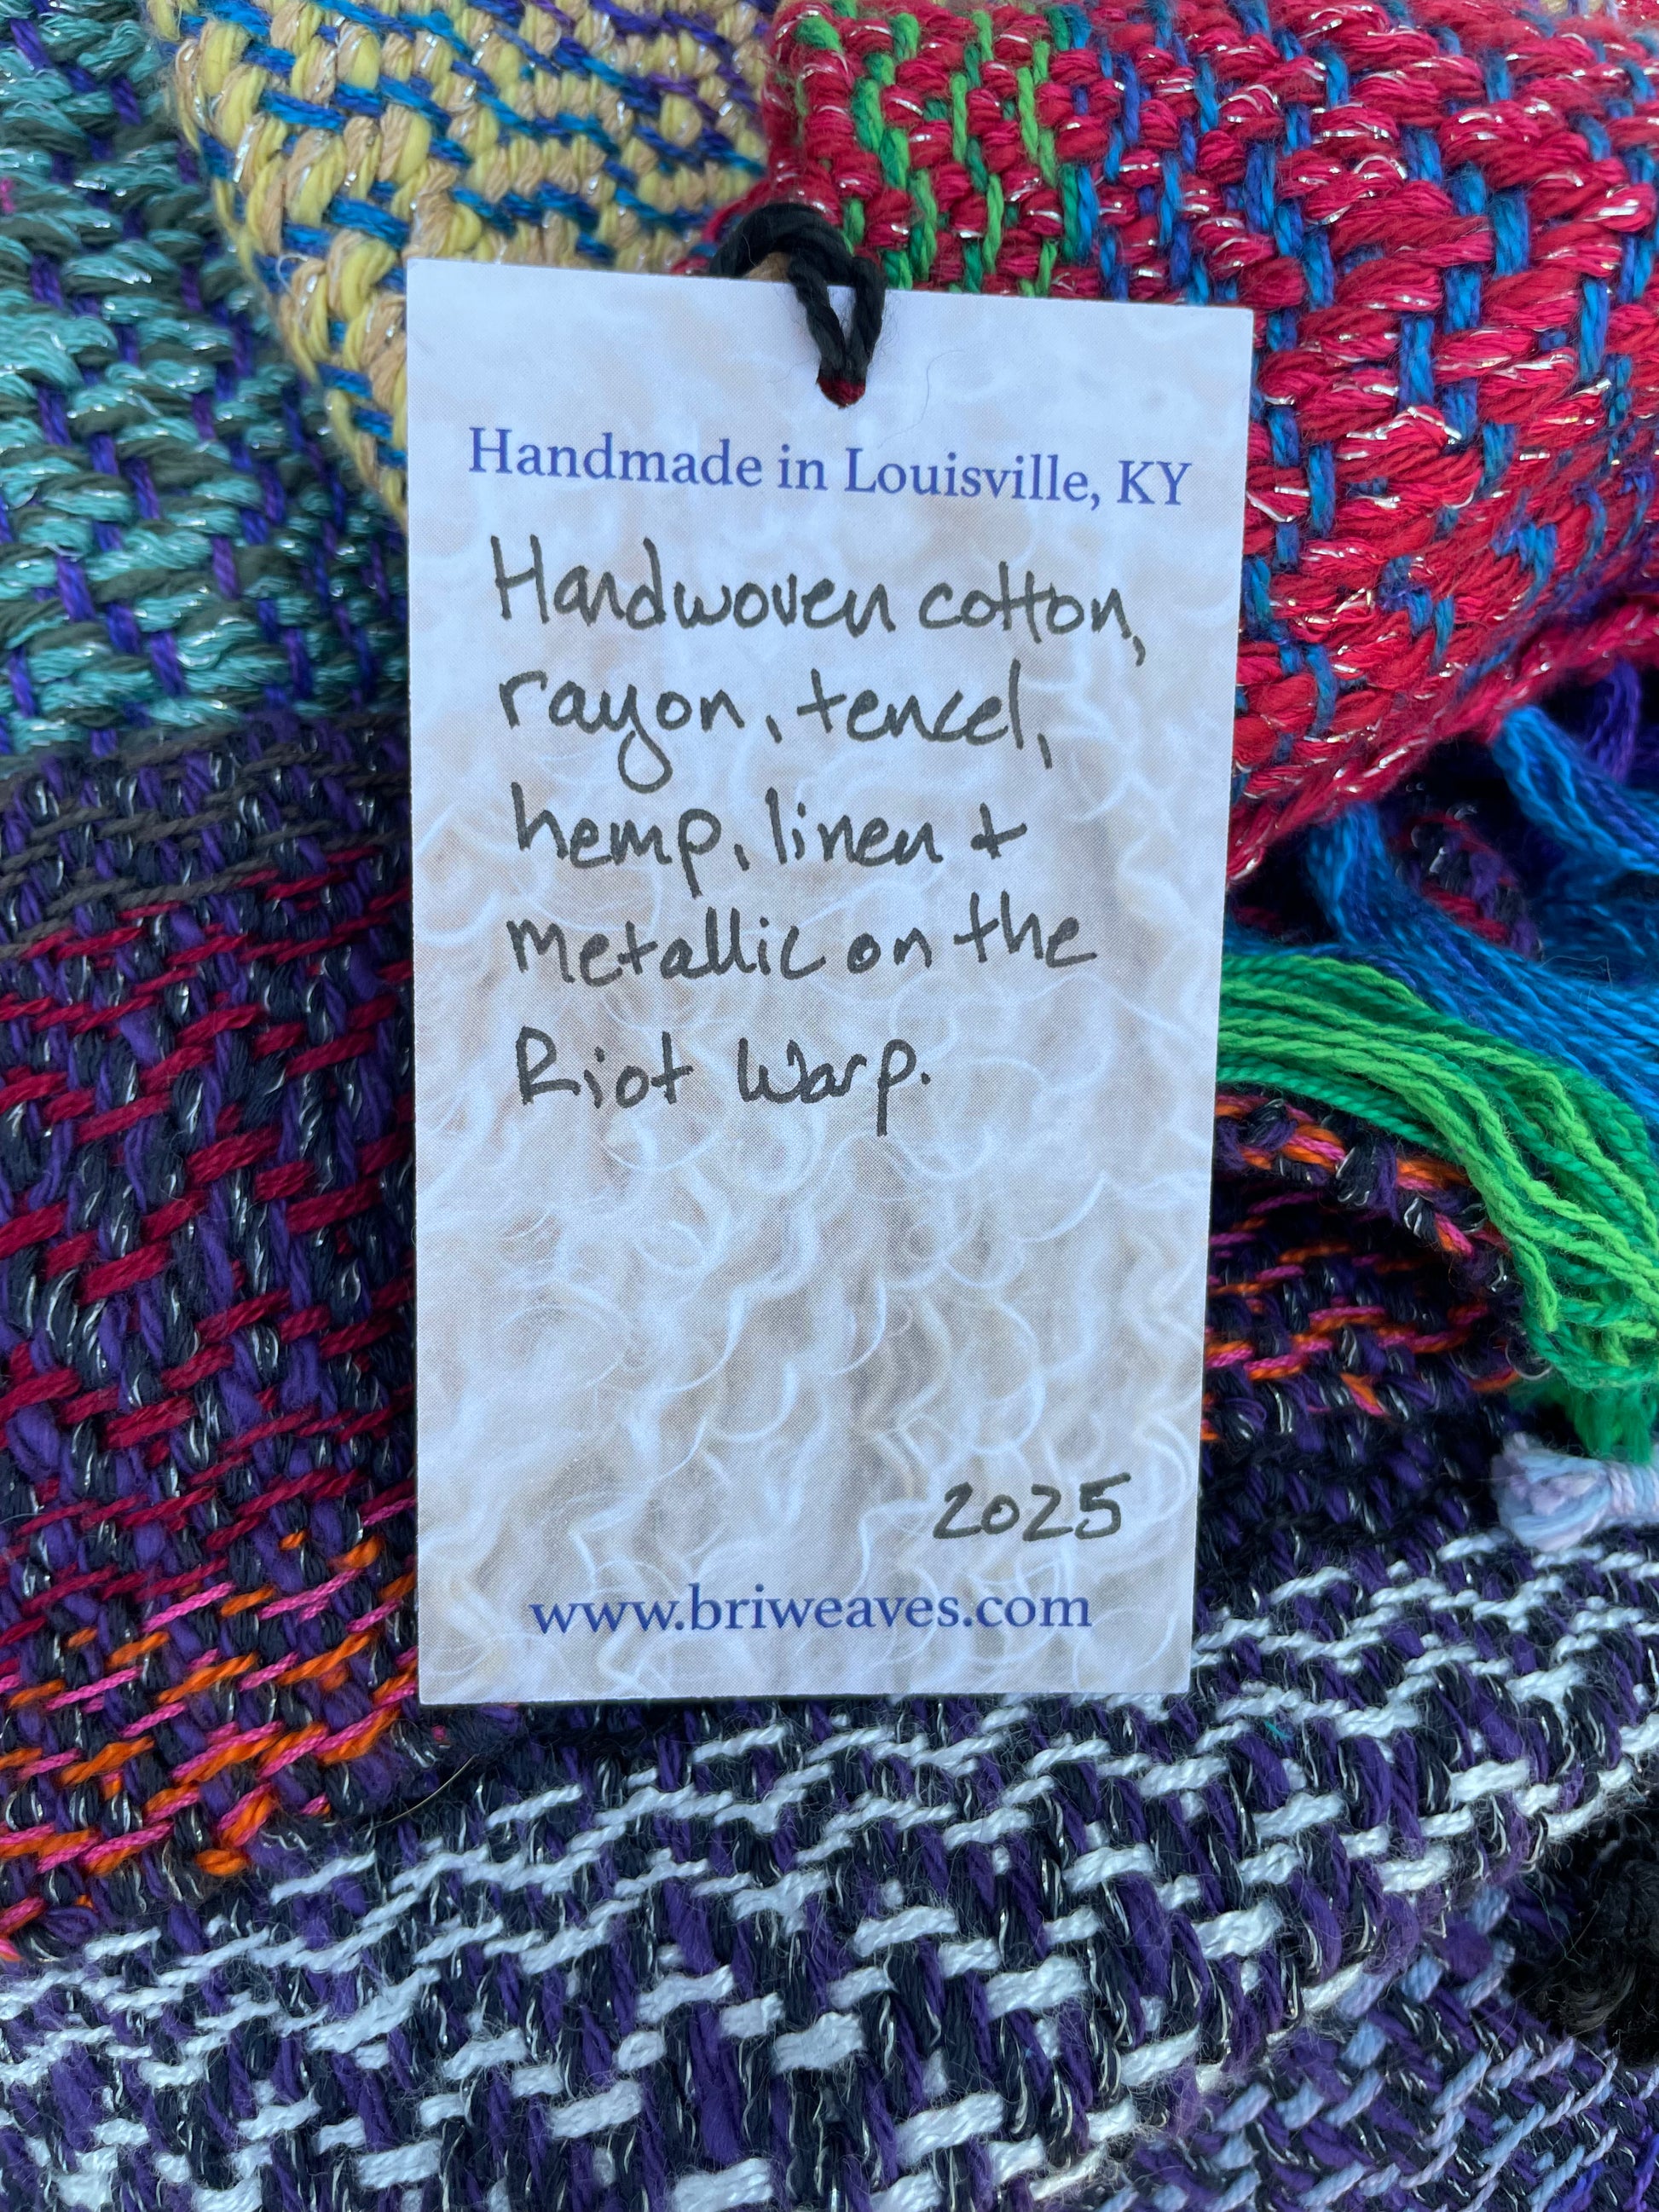 Handmade in Louisville, KY
Handwoven cotton,
rayon, tencel,
hemp, linen +
metallic on the
Riot Warp.
2025
www.briweaves.com